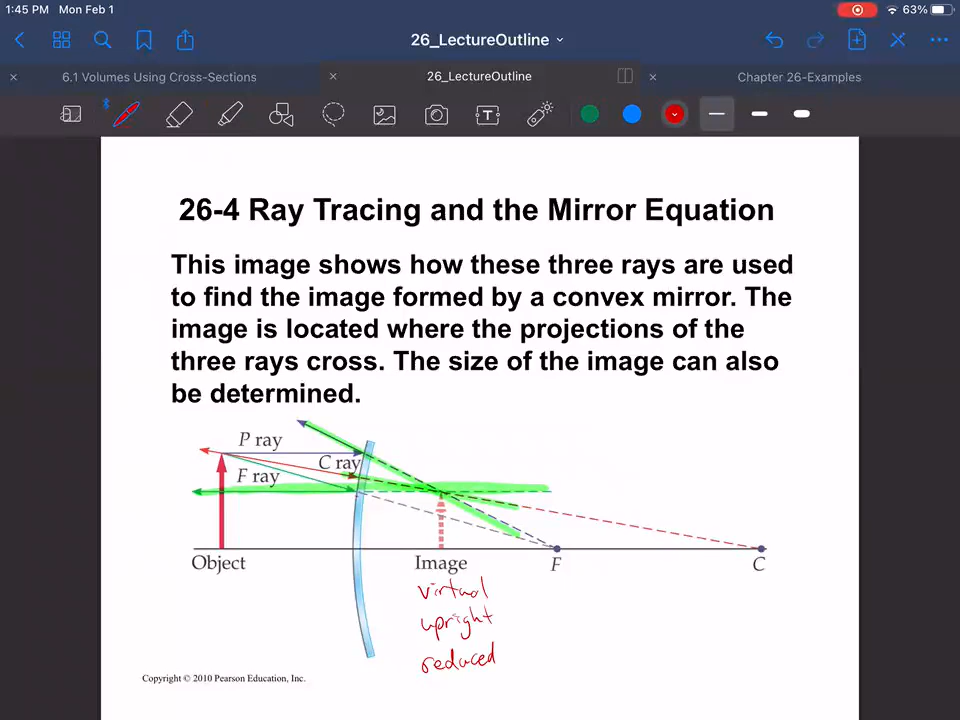 1:45 PM Mon Feb 1
63%
26_LectureOutline
6.1 Volumes Using Cross-Sections
26_LectureOutline
Chapter 26-Examples
T
26-4 Ray Tracing and the Mirror Equation
This image shows how these three rays are used
to find the image formed by a convex mirror. The
image is located where the projections of the
three rays cross. The size of the image can also
be determined.
P ray
C ray
F ray
Object
Image
F
C
virtual
upright
reduced
Copyright © 2010 Pearson Education, Inc.